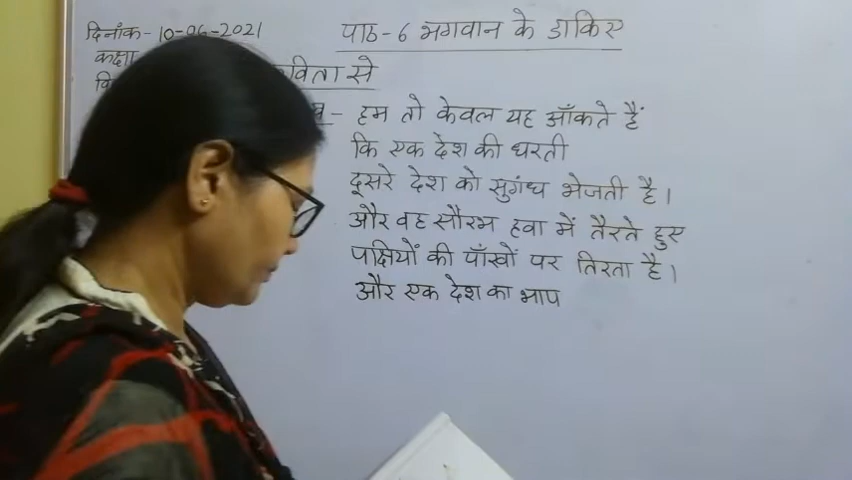 दिनांक - 10-06-2021
पाठ - 6 भगवान के डाकिए
कक्षा
वि
विता से
हम तो केवल यह आँकते हैं
कि एक देश की धरती
दूसरे देश को सुगंध भेजती है।
और वह सौरभ हवा में तैरते हुए
पक्षियों की पाँखों पर तिरता है।
और एक देश का भाप